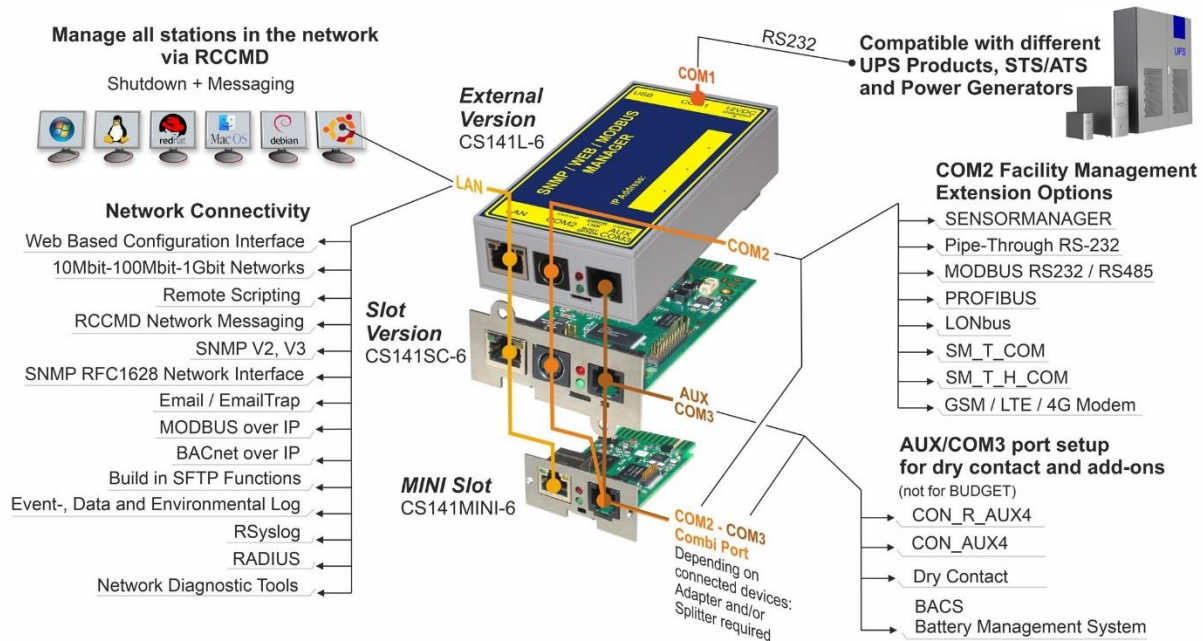 Manage all stations in the network
via RCCMD
Shutdown + Messaging
redhat
Mac OS
debian
External
Version
CS141L-6
RS232
COM1
Compatible with different
UPS Products, STS/ATS
and Power Generators
UPS
USB
COM1
12VDC
SNMP / WEB / MODBUS
MANAGER
IP Address:
LAN
COM2
AUX
COM3
LAN
COM2
Network Connectivity
Web Based Configuration Interface
10Mbit-100Mbit-1Gbit Networks
Remote Scripting
RCCMD Network Messaging
SNMP V2, V3
SNMP RFC1628 Network Interface
Email / EmailTrap
MODBUS over IP
BACnet over IP
Build in SFTP Functions
Event-, Data and Environmental Log
RSyslog
RADIUS
Network Diagnostic Tools
Slot
Version
CS141SC-6
AUX
COM3
MINI Slot
CS141MINI-6
COM2 - COM3
Combi Port
Depending on
connected devices:
Adapter and/or
Splitter required
COM2 Facility Management
Extension Options
SENSORMANAGER
Pipe-Through RS-232
MODBUS RS232 / RS485
PROFIBUS
LONbus
SM_T_COM
SM_T_H_COM
GSM / LTE / 4G Modem
AUX/COM3 port setup
for dry contact and add-ons
(not for BUDGET)
CON_R_AUX4
CON_AUX4
Dry Contact
BACS
Battery Management System